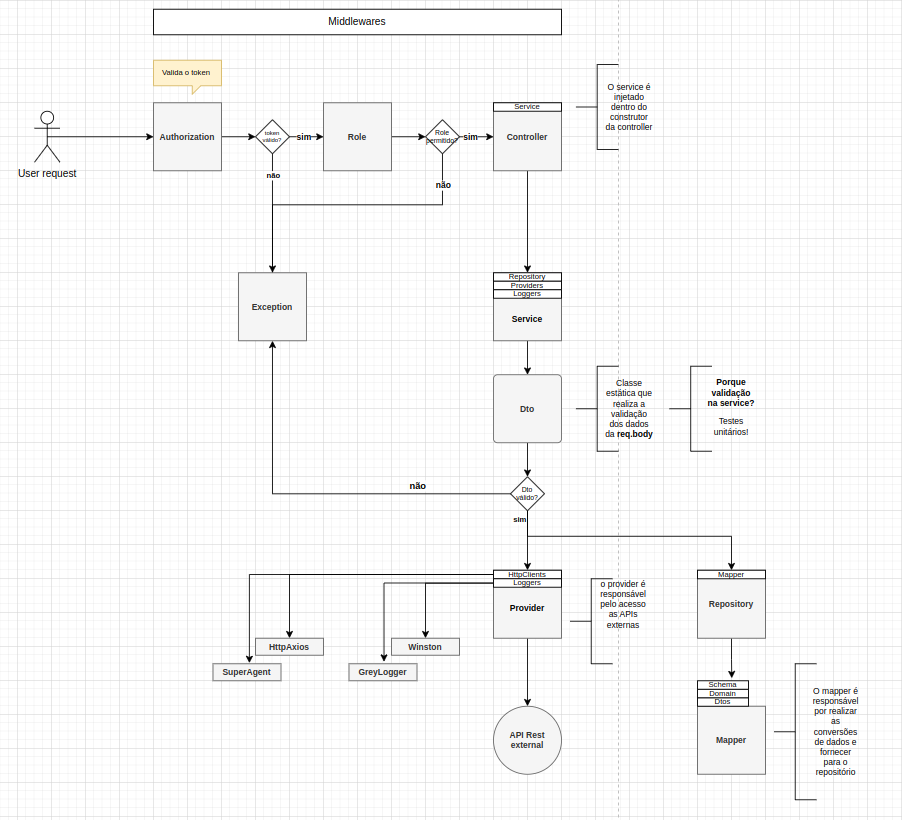 Middlewares
Valida o token
User request
Authorization
token
válido?
sim
não
Role
Role
permitido?
sim
não
Service
Controller
O service é
injetado
dentro do
construtor
da controller
Exception
Repository
Providers
Loggers
Service
Dto
Classe
estática que
realiza a
validação
dos dados
da req.body
Porque
validação
na service?
Testes
unitários!
Dto
válido?
não
sim
HttpClients
Loggers
Provider
o provider é
responsável
pelo acesso
as APIs
externas
Mapper
Repository
HttpAxios
SuperAgent
Winston
GreyLogger
API Rest
external
Schema
Domain
Dtos
Mapper
O mapper é
responsável
por realizar
as
conversões
de dados e
fornecer
para o
repositório